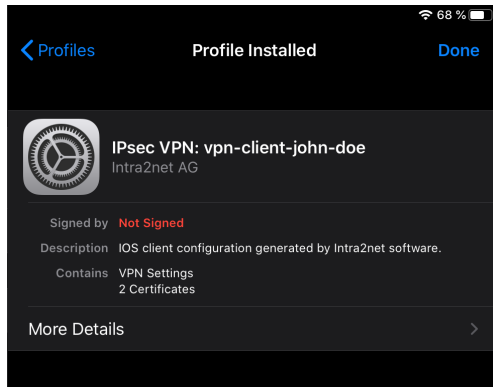 68 %
Profiles
Profile Installed
Done
IPsec VPN: vpn-client-john-doe
Intra2net AG
Signed by Not Signed
Description IOS client configuration generated by Intra2net software.
Contains VPN Settings
2 Certificates
More Details